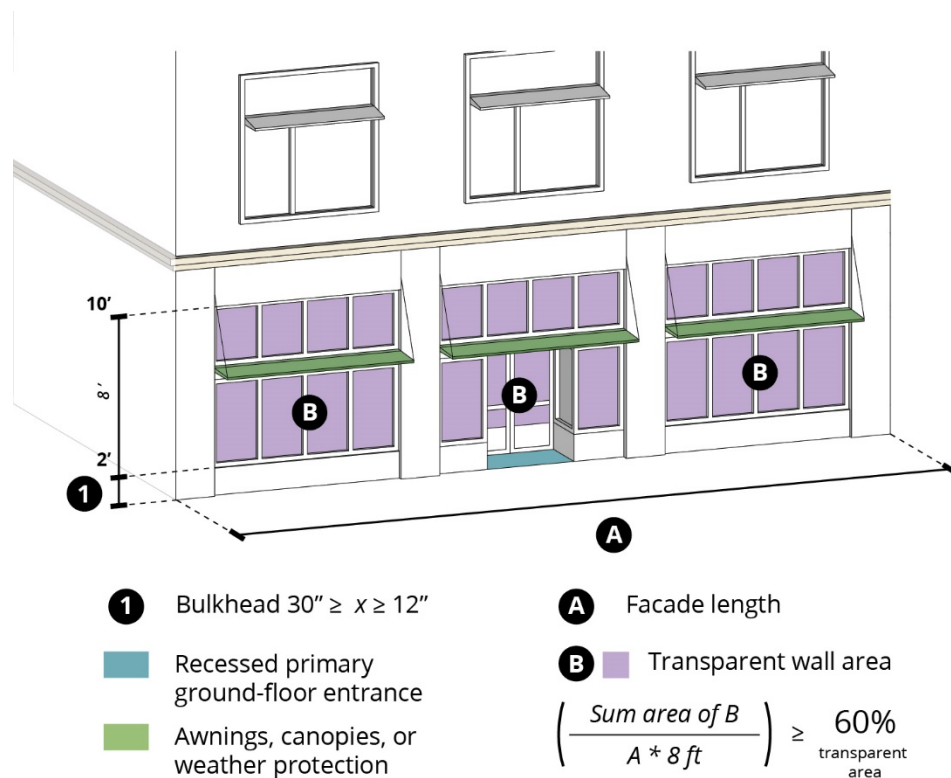 10'
8'
2'
1
B
B
B
A
1 Bulkhead 30” ≥ x ≥ 12”
Recessed primary
ground-floor entrance
Awnings, canopies, or
weather protection
A Facade length
B Transparent wall area
( Sum area of B / A * 8 ft ) ≥ 60%
transparent
area